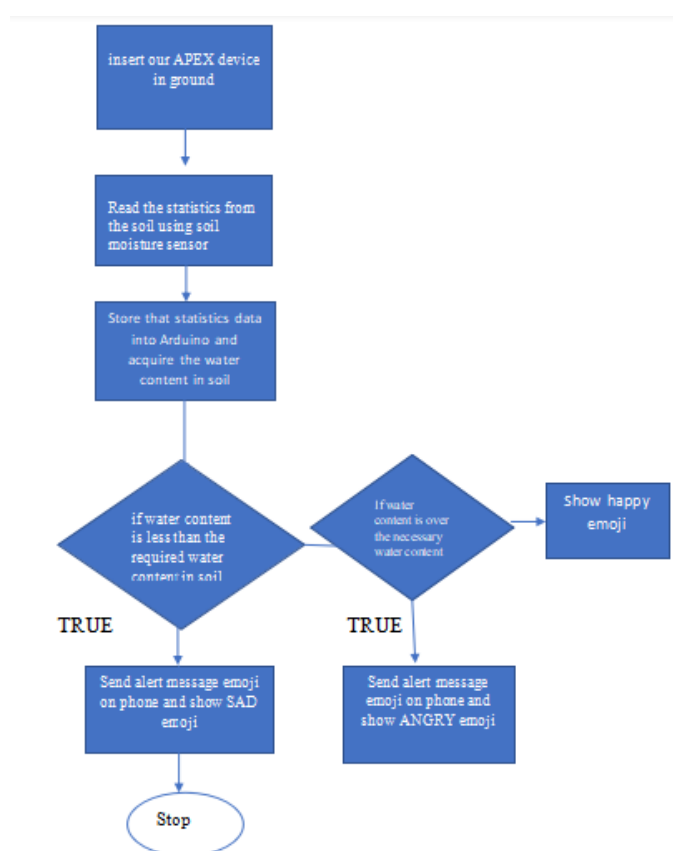 insert our APEX device
in ground
Read the statistics from
the soil using soil
moisture sensor
Store that statistics data
into Arduino and
acquire the water
content in soil
if water content
is less than the
required water
content in soil
If water
content is over
the necessary
water content
Show happy
emoji
TRUE
TRUE
Send alert message emoji
on phone and show SAD
emoji
Send alert message
emoji on phone and
show ANGRY emoji
Stop